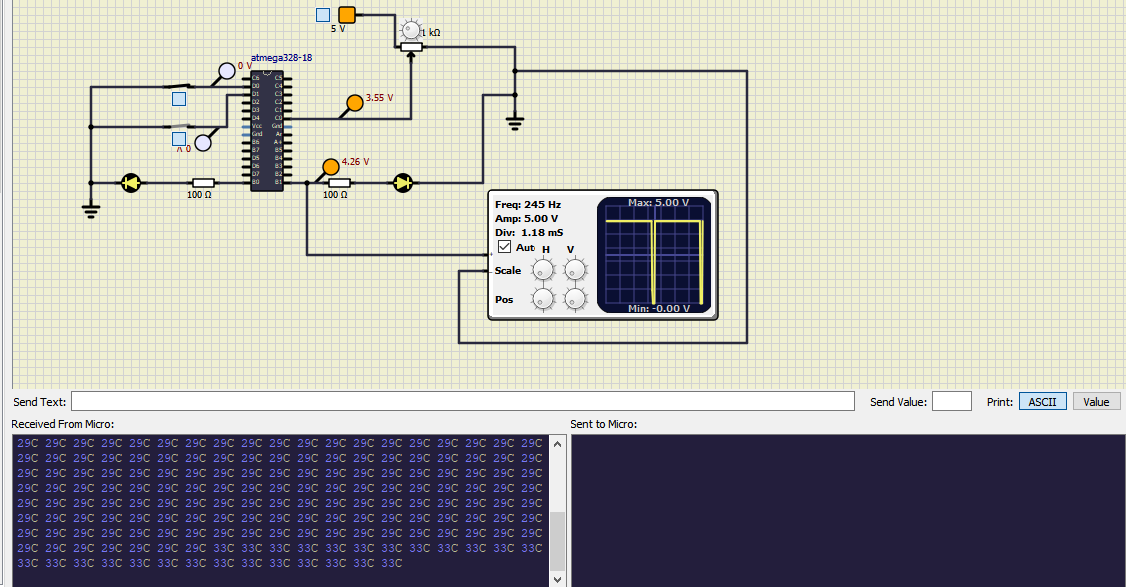 5 V
1 kΩ
atmega328-18
0 V
3.55 V
4.26 V
100 Ω
100 Ω
C6 C5
D0 C4
D1 C3
D2 C2
D3 C1
D4 C0
Vcc Gnd
Gnd
B6
B7 B5
D5 B4
D6 B3
D7 B2
B0 B1
Freq: 245 Hz
Amp: 5.00 V
Div: 1.18 mS
Auto H V
Scale
Pos
Max: 5.00 V
Min: -0.00 V
Send Text: Send Value: Print: ASCII Value
Received From Micro: Sent to Micro:
29C 29C 29C 29C 29C 29C 29C 29C 29C 29C 29C 29C 29C 29C 29C 29C 29C 29C 29C
29C 29C 29C 29C 29C 29C 29C 29C 29C 29C 29C 29C 29C 29C 29C 29C 29C 29C 29C
29C 29C 29C 29C 29C 29C 29C 29C 29C 29C 29C 29C 29C 29C 29C 29C 29C 29C 29C
29C 29C 29C 29C 29C 29C 29C 29C 29C 29C 29C 29C 29C 29C 29C 29C 29C 29C 29C
29C 29C 29C 29C 29C 29C 29C 29C 29C 29C 29C 29C 29C 29C 29C 29C 29C 29C 29C
29C 29C 29C 29C 29C 29C 29C 29C 29C 29C 29C 29C 29C 29C 29C 29C 29C 29C 29C
29C 29C 29C 29C 29C 29C 29C 29C 29C 29C 29C 29C 29C 29C 29C 29C 29C 29C 29C
29C 29C 29C 29C 29C 29C 29C 29C 33C 33C 33C 33C 33C 33C 33C 33C 33C 33C 33C
33C 33C 33C 33C 33C 33C 33C 33C 33C 33C 33C 33C 33C 33C